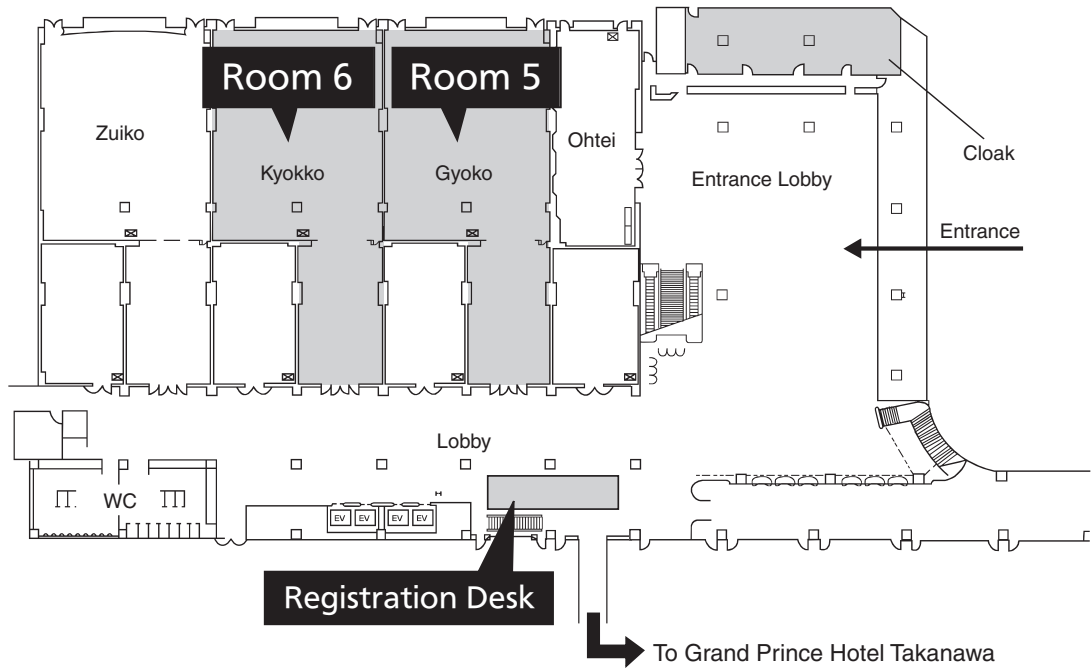 Room 6
Room 5
Zuiko
Kyokko
Gyoko
Ohtei
Entrance Lobby
Cloak
Entrance
Lobby
WC
EV
EV
EV
EV
Registration Desk
To Grand Prince Hotel Takanawa